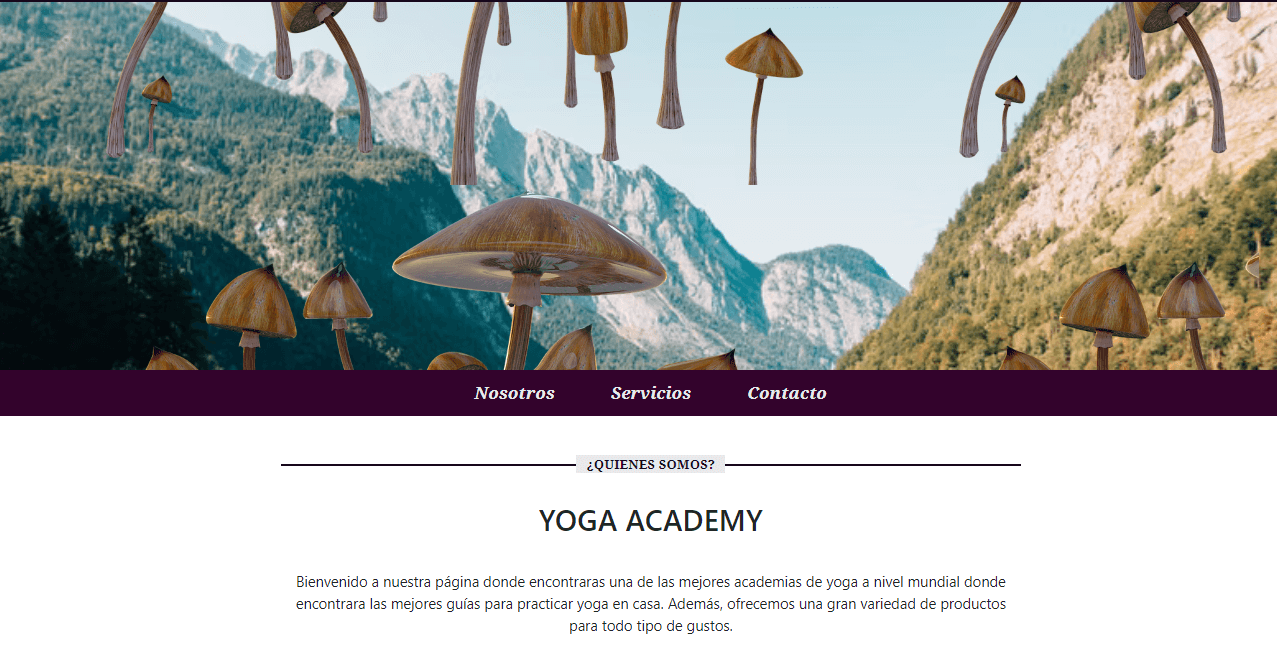 Nosotros Servicios Contacto
¿QUIENES SOMOS?
YOGA ACADEMY
Bienvenido a nuestra página donde encontraras una de las mejores academias de yoga a nivel mundial donde
encontrara las mejores guías para practicar yoga en casa. Además, ofrecemos una gran variedad de productos
para todo tipo de gustos.